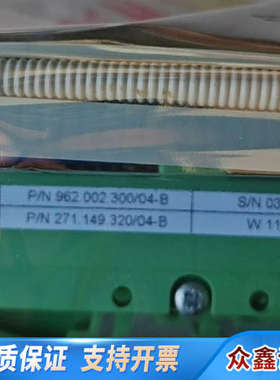 P/N 962.002.300/04-B S/N 03
P/N 271.149.320/04-B W 11
质保证 支持开票 众鑫